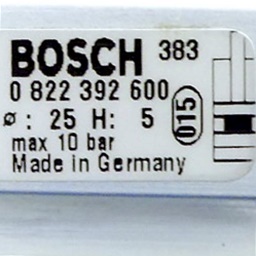 BOSCH 383
0 822 392 600
ø : 25 H: 5 015
max 10 bar
Made in Germany